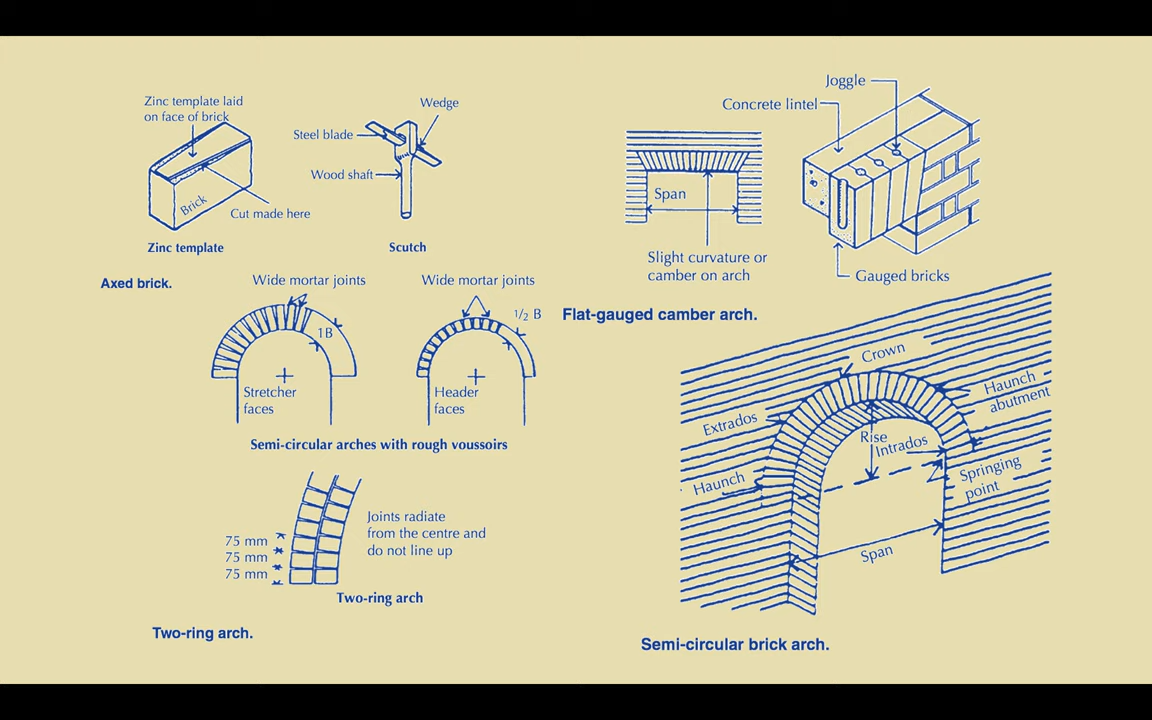 Zinc template laid
on face of brick
Brick
Cut made here
Zinc template
Wedge
Steel blade
Wood shaft
Scutch
Axed brick.
Wide mortar joints
1B
Stretcher
faces
Wide mortar joints
1/2 B
Header
faces
Semi-circular arches with rough voussoirs
75 mm
75 mm
75 mm
Joints radiate
from the centre and
do not line up
Two-ring arch
Two-ring arch.
Joggle
Concrete lintel
Span
Slight curvature or
camber on arch
Gauged bricks
Flat-gauged camber arch.
Crown
Haunch
abutment
Extrados
Rise
Intrados
Haunch
Springing
point
Span
Semi-circular brick arch.